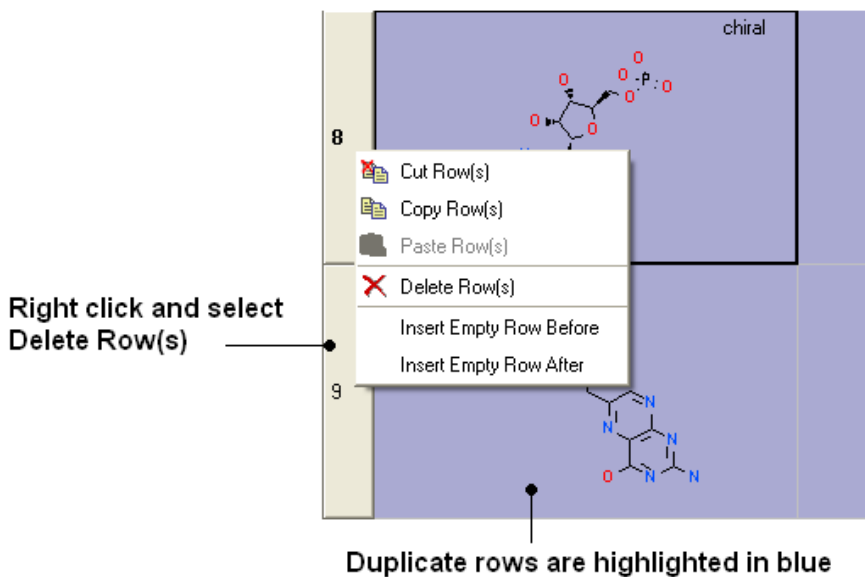 chiral
O
O P O
O O
O O
8
Cut Row(s)
Copy Row(s)
Paste Row(s)
Delete Row(s)
Right click and select
Delete Row(s)
Insert Empty Row Before
Insert Empty Row After
9
N
N N
O N N
Duplicate rows are highlighted in blue